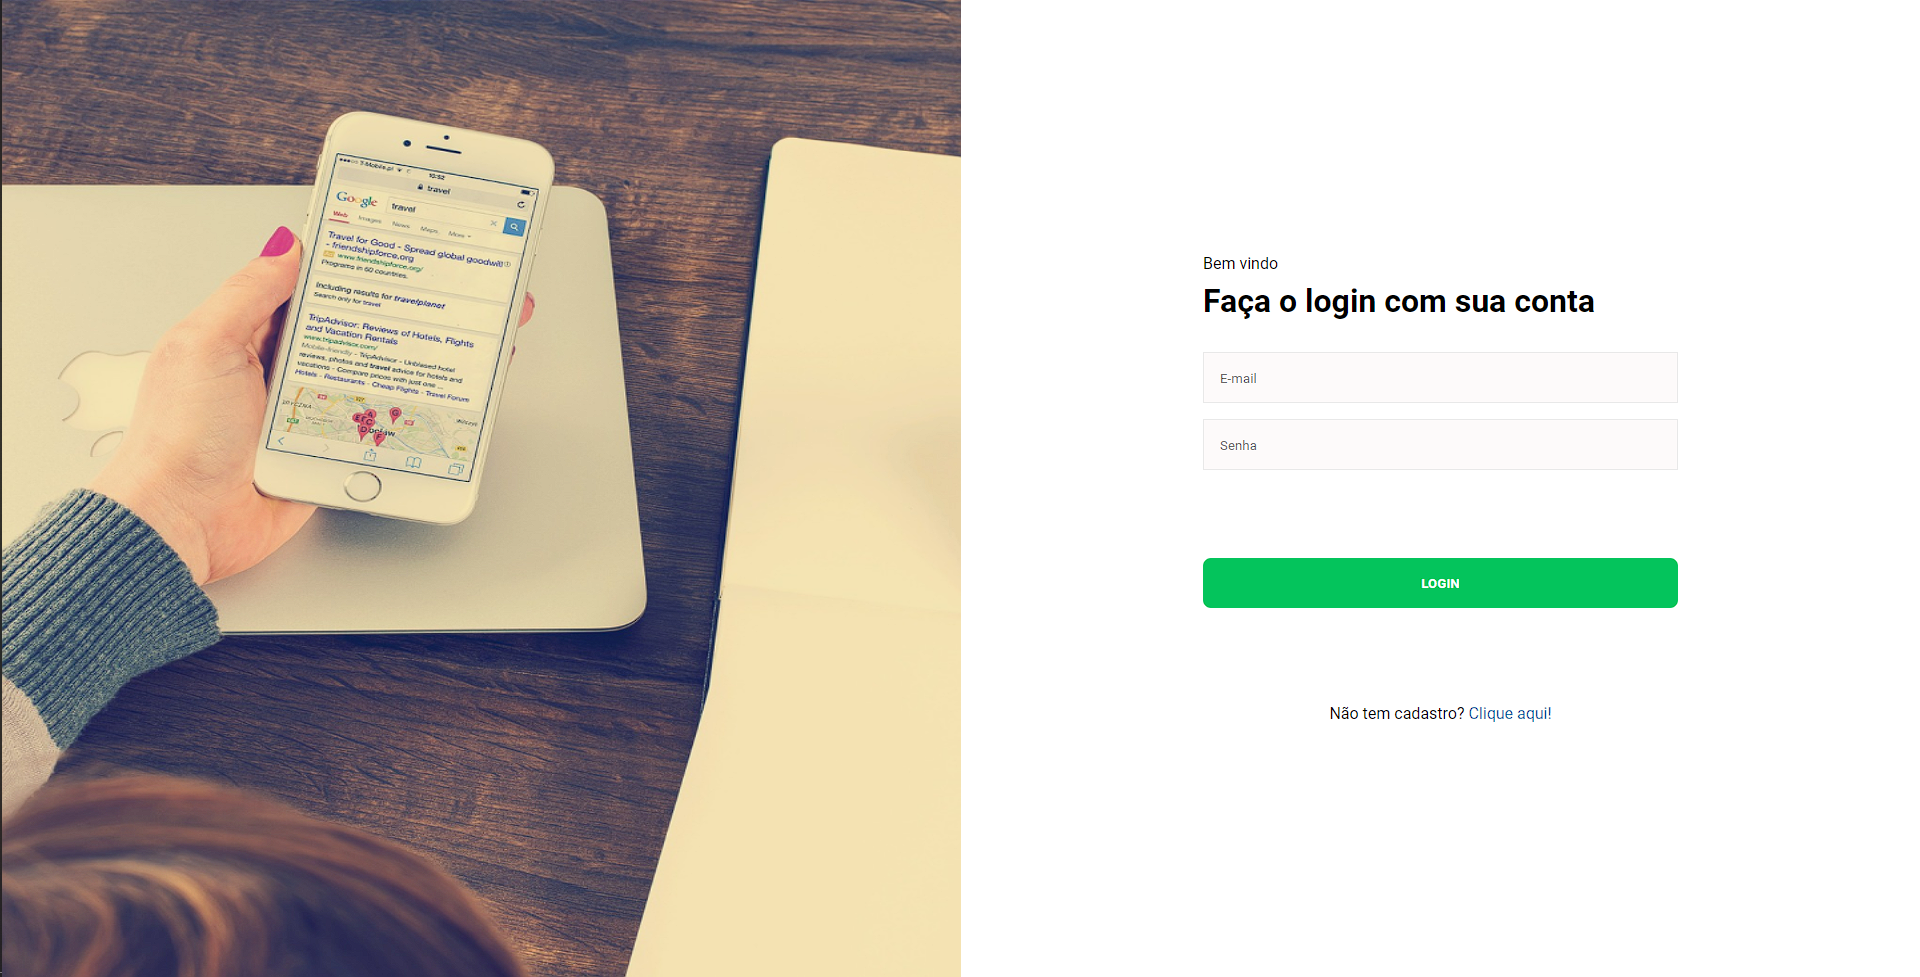 T-Mobile.pl
10:52
travel
Google
travel
Web Images News Maps More
Travel for Good - Spread global goodwill
- friendshipforce.org
Ad www.friendshipforce.org/
Programs in 60 countries.
Including results for travelplanet
Search only for travel
TripAdvisor: Reviews of Hotels, Flights
and Vacation Rentals
www.tripadvisor.com/
Mobile-friendly - TripAdvisor - Unbiased hotel
reviews, photos and travel advice for hotels and
vacations - Compare prices with just one ...
Hotels - Restaurants - Cheap Flights - Travel Forum
Bem vindo
Faça o login com sua conta
E-mail
Senha
LOGIN
Não tem cadastro? Clique aqui!